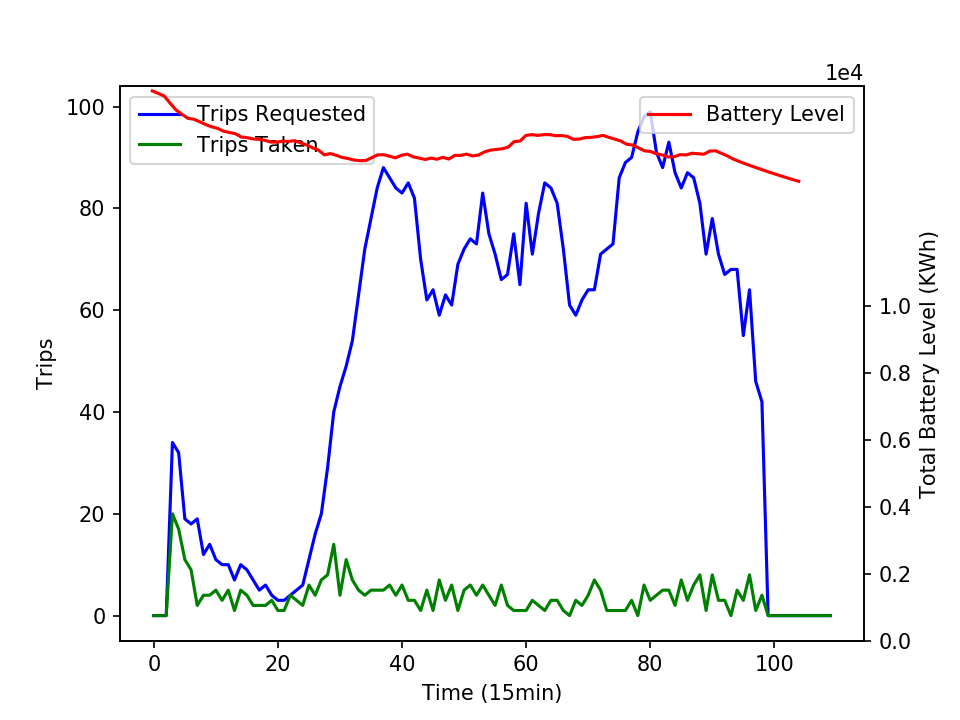 1e4
Trips Requested
Trips Taken
Battery Level
100
80
60
40
20
0
Trips
1.0
0.8
0.6
0.4
0.2
0.0
Total Battery Level (KWh)
0 20 40 60 80 100
Time (15min)